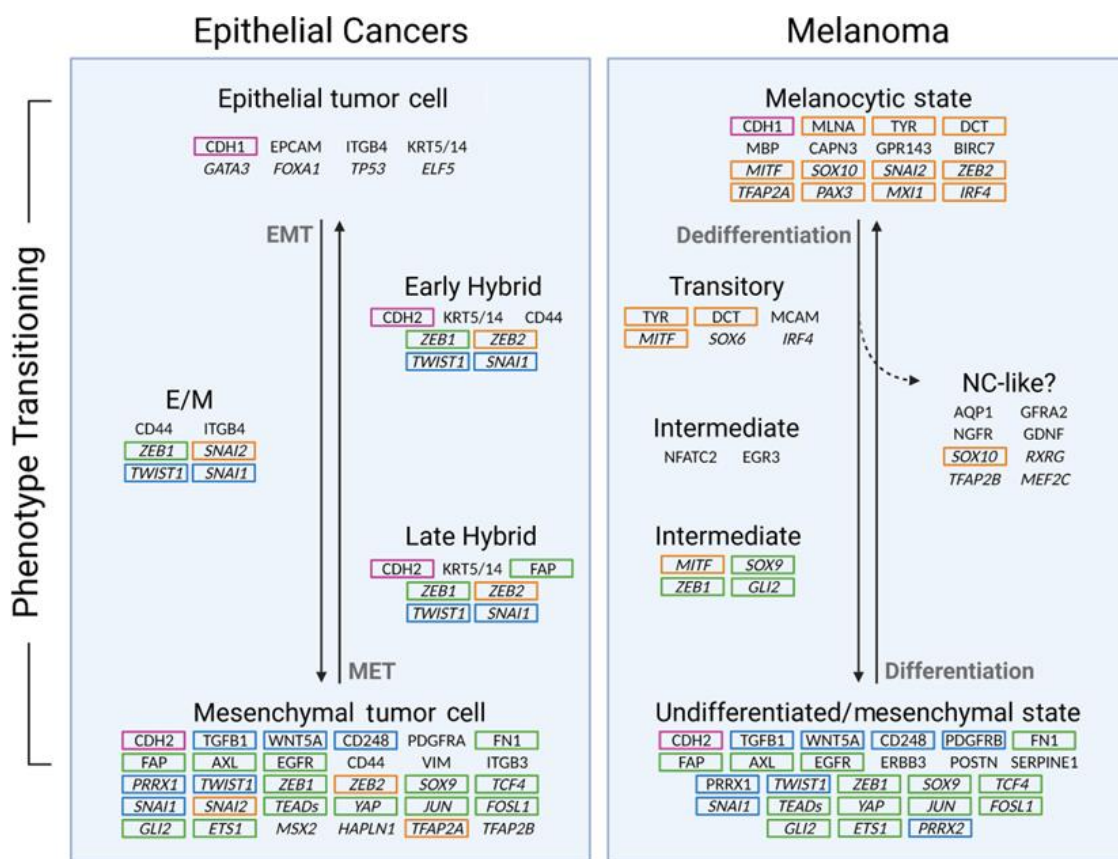 Epithelial Cancers
Melanoma
Phenotype Transitioning
Epithelial tumor cell
CDH1 EPCAM ITGB4 KRT5/14
GATA3 FOXA1 TP53 ELF5
EMT
Early Hybrid
CDH2 KRT5/14 CD44
ZEB1 ZEB2
TWIST1 SNAI1
E/M
CD44 ITGB4
ZEB1 SNAI2
TWIST1 SNAI1
Late Hybrid
CDH2 KRT5/14 FAP
ZEB1 ZEB2
TWIST1 SNAI1
MET
Mesenchymal tumor cell
CDH2 TGFB1 WNT5A CD248 PDGFRA FN1
FAP AXL EGFR CD44 VIM ITGB3
PRRX1 TWIST1 ZEB1 ZEB2 SOX9 TCF4
SNAI1 SNAI2 TEADs YAP JUN FOSL1
GLI2 ETS1 MSX2 HAPLN1 TFAP2A TFAP2B
Melanocytic state
CDH1 MLNA TYR DCT
MBP CAPN3 GPR143 BIRC7
MITF SOX10 SNAI2 ZEB2
TFAP2A PAX3 MXI1 IRF4
Dedifferentiation
Transitory
TYR DCT MCAM
MITF SOX6 IRF4
NC-like?
AQP1 GFRA2
NGFR GDNF
SOX10 RXRG
TFAP2B MEF2C
Intermediate
NFATC2 EGR3
Intermediate
MITF SOX9
ZEB1 GLI2
Differentiation
Undifferentiated/mesenchymal state
CDH2 TGFB1 WNT5A CD248 PDGFRB FN1
FAP AXL EGFR ERBB3 POSTN SERPINE1
PRRX1 TWIST1 ZEB1 SOX9 TCF4
SNAI1 TEADs YAP JUN FOSL1
GLI2 ETS1 PRRX2